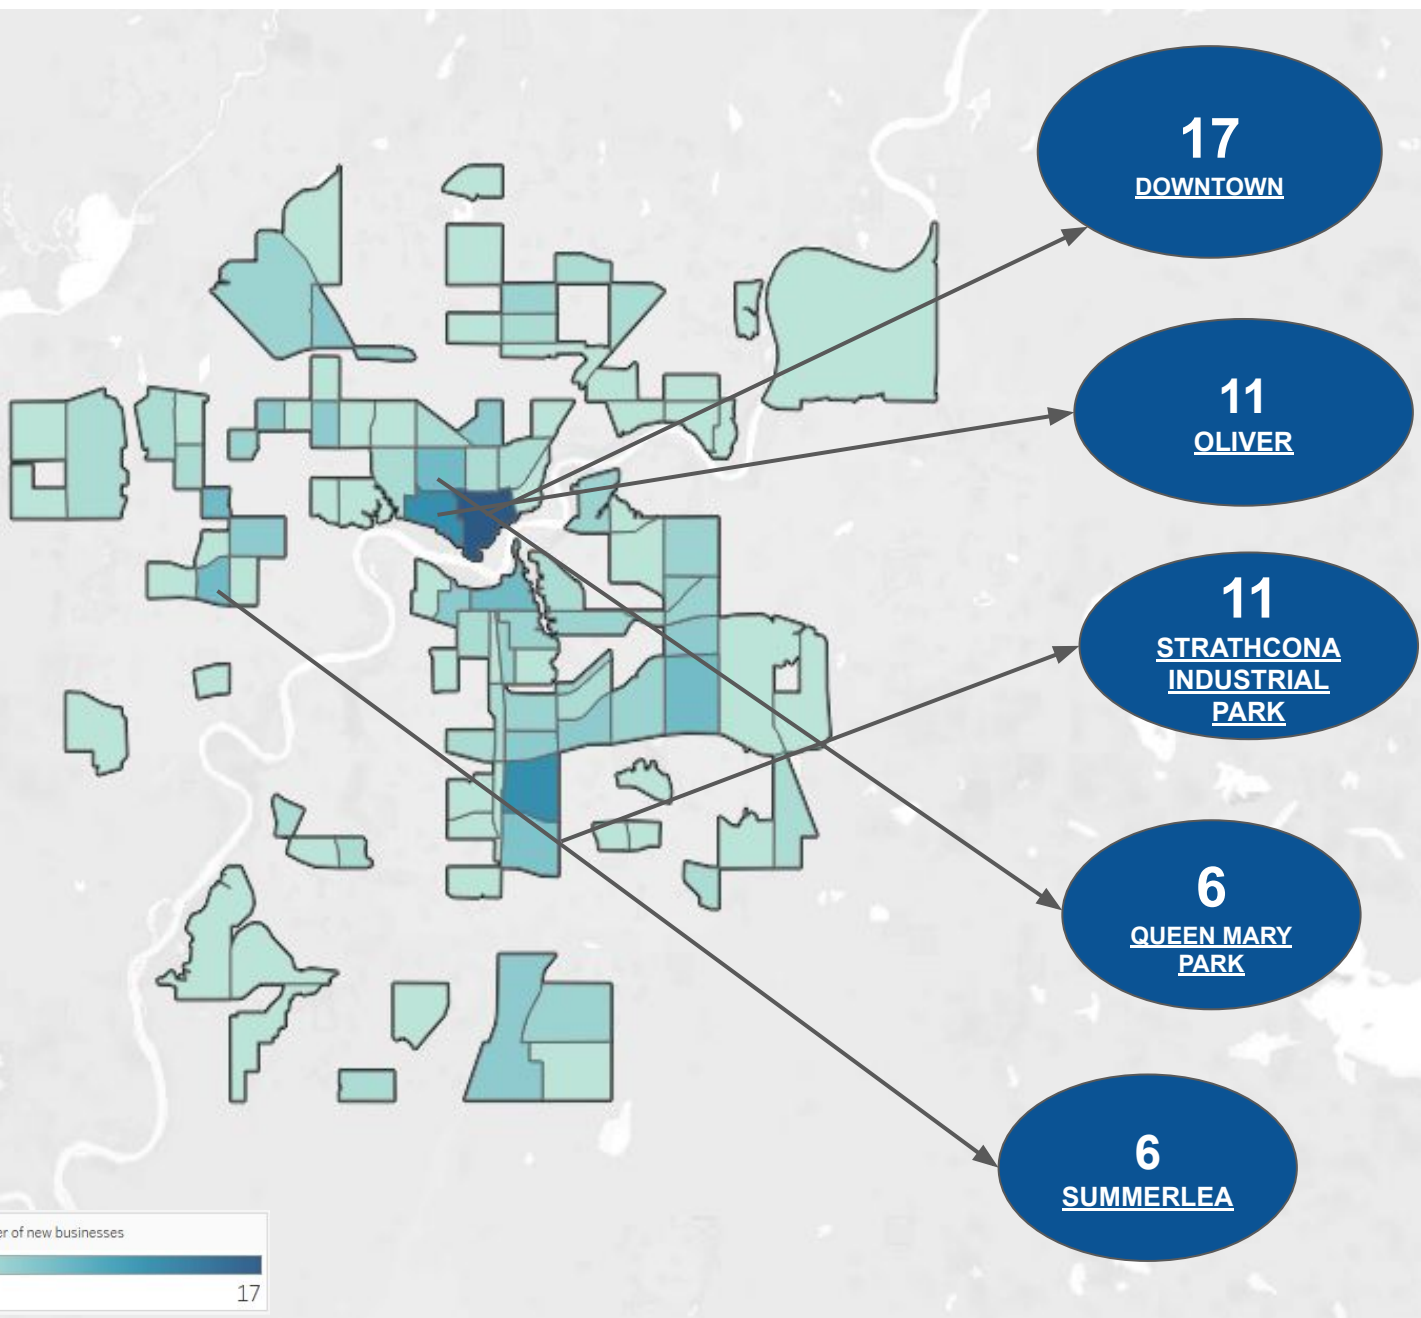 17
DOWNTOWN
11
OLIVER
11
STRATHCONA
INDUSTRIAL
PARK
6
QUEEN MARY
PARK
6
SUMMERLEA
of new businesses
17